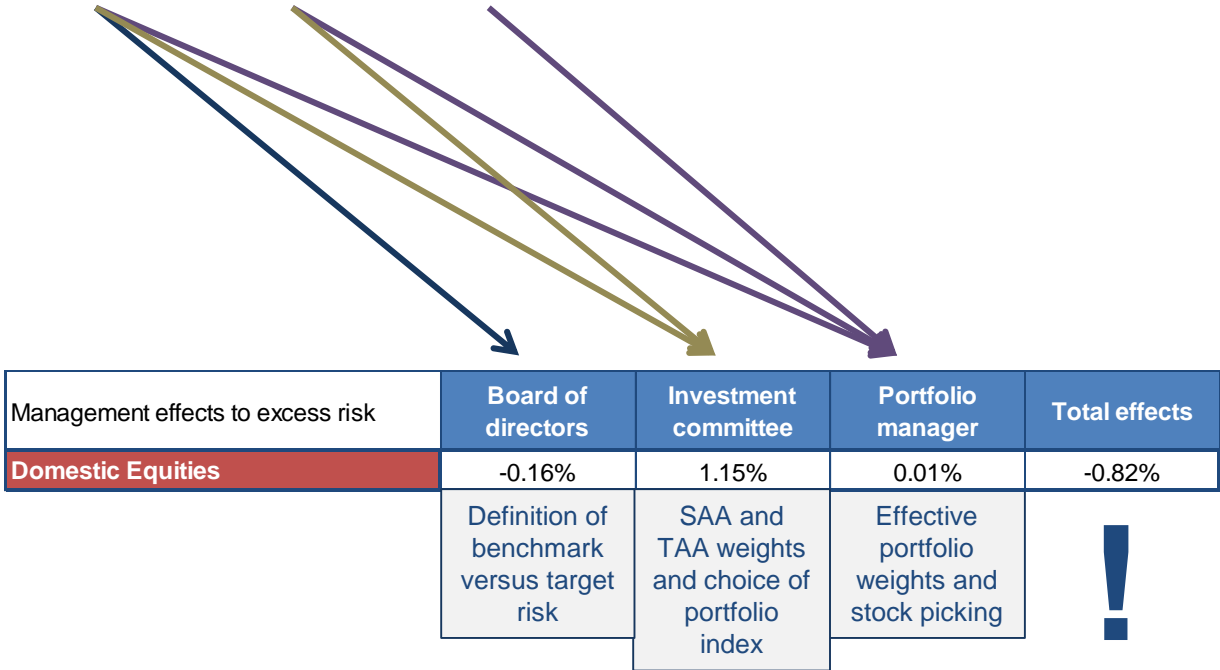 Management effects to excess risk
Board of
directors
Investment
committee
Portfolio
manager
Total effects
Domestic Equities
-0.16%
1.15%
0.01%
-0.82%
Definition of
benchmark
versus target
risk
SAA and
TAA weights
and choice of
portfolio
index
Effective
portfolio
weights and
stock picking
!